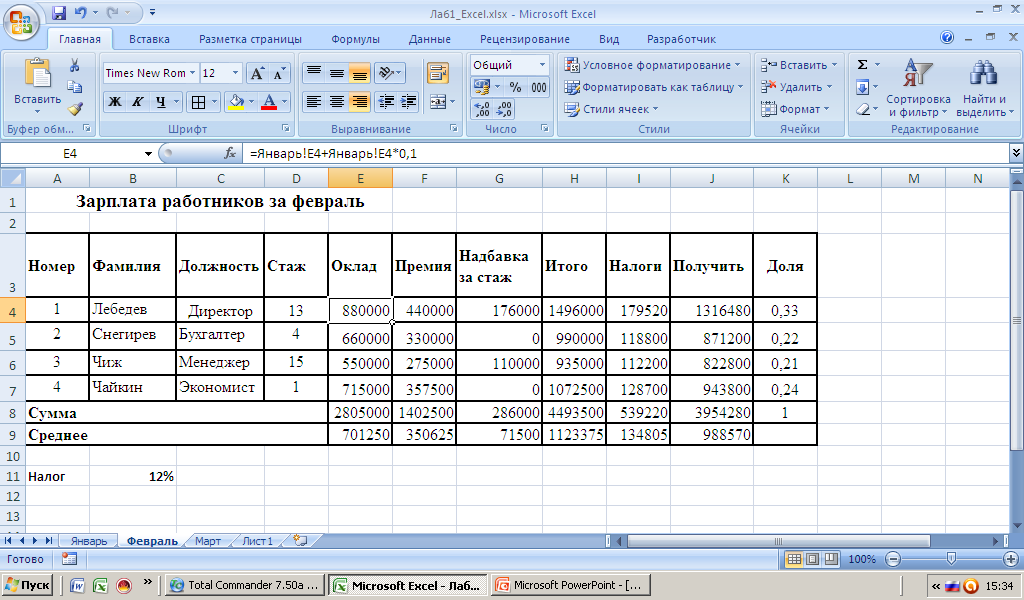 Ла61_Excel.xlsx - Microsoft Excel
Главная Вставка Разметка страницы Формулы Данные Рецензирование Вид Разработчик
Вставить
Буфер обм...
Times New Rom 12
Ж К Ч
Шрифт
Выравнивание
Общий
% 000
Число
Условное форматирование
Форматировать как таблицу
Стили ячеек
Стили
Вставить
Удалить
Формат
Ячейки
Σ
Сортировка и фильтр
Найти и выделить
Редактирование
E4 fx =Январь!E4+Январь!E4*0,1
A B C D E F G H I J K L M N
1 Зарплата работников за февраль
2
3 Номер Фамилия Должность Стаж Оклад Премия Надбавка за стаж Итого Налоги Получить Доля
4 1 Лебедев Директор 13 880000 440000 176000 1496000 179520 1316480 0,33
5 2 Снегирев Бухгалтер 4 660000 330000 0 990000 118800 871200 0,22
6 3 Чиж Менеджер 15 550000 275000 110000 935000 112200 822800 0,21
7 4 Чайкин Экономист 1 715000 357500 0 1072500 128700 943800 0,24
8 Сумма 2805000 1402500 286000 4493500 539220 3954280 1
9 Среднее 701250 350625 71500 1123375 134805 988570
10
11 Налог 12%
12
13
Январь Февраль Март Лист1
Готово 100%
Пуск Total Commander 7.50a ... Microsoft Excel - Лаб... Microsoft PowerPoint - [... 15:34